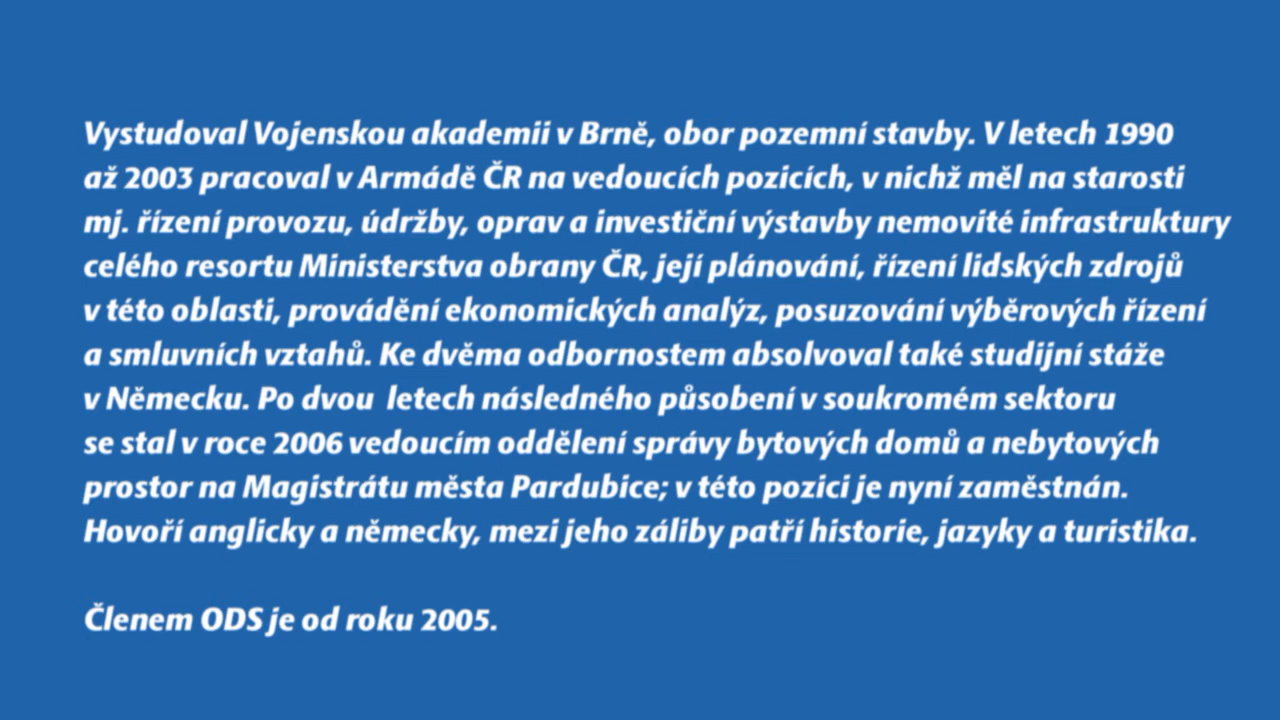 Vystudoval Vojenskou akademii v Brně, obor pozemní stavby. V letech 1990
až 2003 pracoval v Armádě ČR na vedoucích pozicích, v nichž měl na starosti
mj. řízení provozu, údržby, oprav a investiční výstavby nemovité infrastruktury
celého resortu Ministerstva obrany ČR, její plánování, řízení lidských zdrojů
v této oblasti, provádění ekonomických analýz, posuzování výběrových řízení
a smluvních vztahů. Ke dvěma odbornostem absolvoval také studijní stáže
v Německu. Po dvou  letech následného působení v soukromém sektoru
se stal v roce 2006 vedoucím oddělení správy bytových domů a nebytových
prostor na Magistrátu města Pardubice; v této pozici je nyní zaměstnán.
Hovoří anglicky a německy, mezi jeho záliby patří historie, jazyky a turistika.
Členem ODS je od roku 2005.